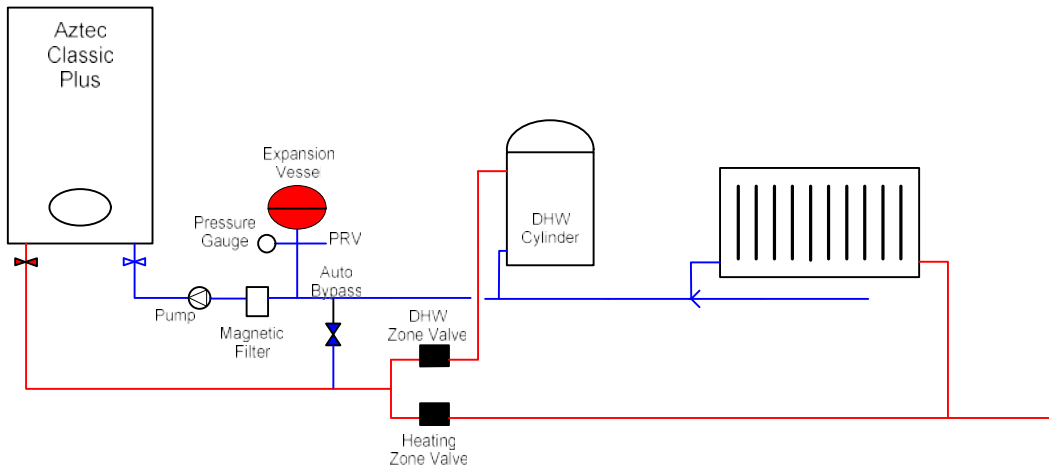 Aztec
Classic
Plus
Expansion
Vesse
Pressure
Gauge
PRV
DHW
Cylinder
Auto
Bypass
Pump
Magnetic
Filter
DHW
Zone Valve
Heating
Zone Valve